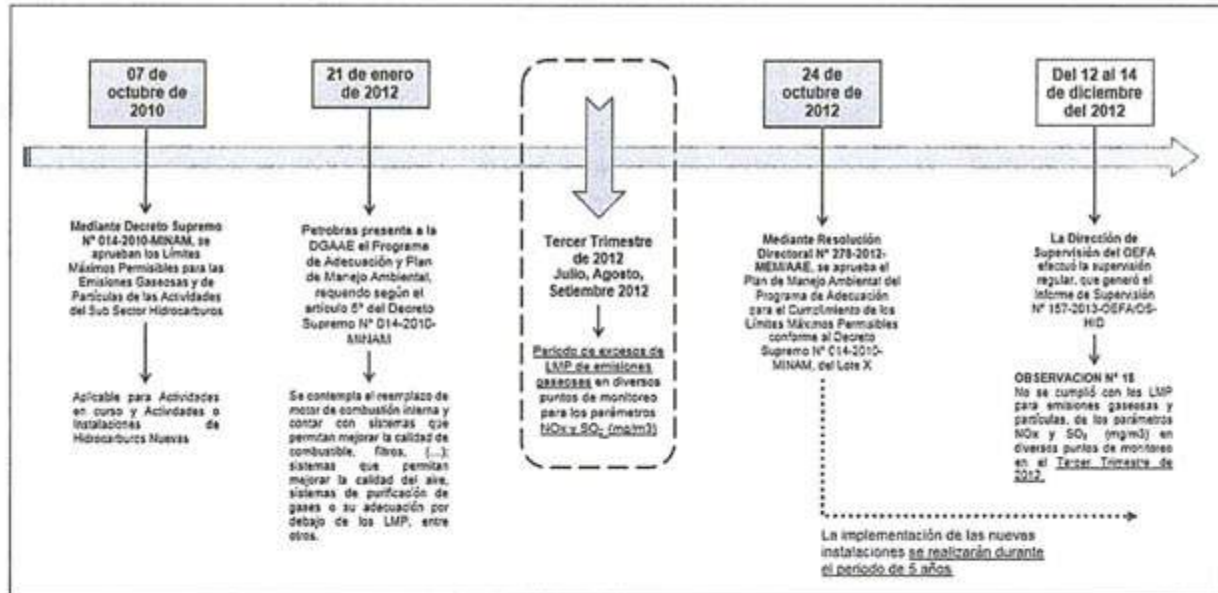 07 de
octubre de
2010
Mediante Decreto Supremo
N° 014-2010-MINAM, se
aprueban los Límites
Máximos Permisibles para las
Emisiones Gaseosas y de
Partículas de las Actividades
del Sub Sector Hidrocarburos
Aplicable para Actividades
en curso y Actividades o
Instalaciones de
Hidrocarburos Nuevas
21 de enero
de 2012
Petrobras presenta a la
DGAAE el Programa
de Adecuación y Plan
de Manejo Ambiental,
requerido según el
artículo 5° del Decreto
Supremo N° 014-2010-
MINAM
Se contempla el reemplazo de
motor de combustión interna y
contar con sistemas que
permitan mejorar la calidad de
combustible, filtros, (...);
sistemas que permitan
mejorar la calidad del aire,
sistemas de purificación de
gases o su adecuación por
debajo de los LMP, entre
otros.
Tercer Trimestre
de 2012
Julio, Agosto,
Setiembre 2012
Período de excesos de
LMP de emisiones
gaseosas en diversos
puntos de monitoreo
para los parámetros
NOx y SO₂ (mg/m3)
24 de
octubre de
2012
Mediante Resolución
Directoral N° 278-2012-
MEM/AAE, se aprueba el
Plan de Manejo Ambiental del
Programa de Adecuación
para el Cumplimiento de los
Límites Máximos Permisibles
conforme al Decreto
Supremo N° 014-2010-
MINAM, del Lote X
La implementación de las nuevas
instalaciones se realizarán durante
el periodo de 5 años
Del 12 al 14
de diciembre
del 2012
La Dirección de
Supervisión del OEFA
efectuó la supervisión
regular, que generó el
Informe de Supervisión
N° 157-2013-OEFA/DS-
HID
OBSERVACION N° 18
No se cumplió con los LMP
para emisiones gaseosas y
partículas, de los parámetros
NOx y SO₂ (mg/m3) en
diversos puntos de monitoreo
en el Tercer Trimestre de
2012.